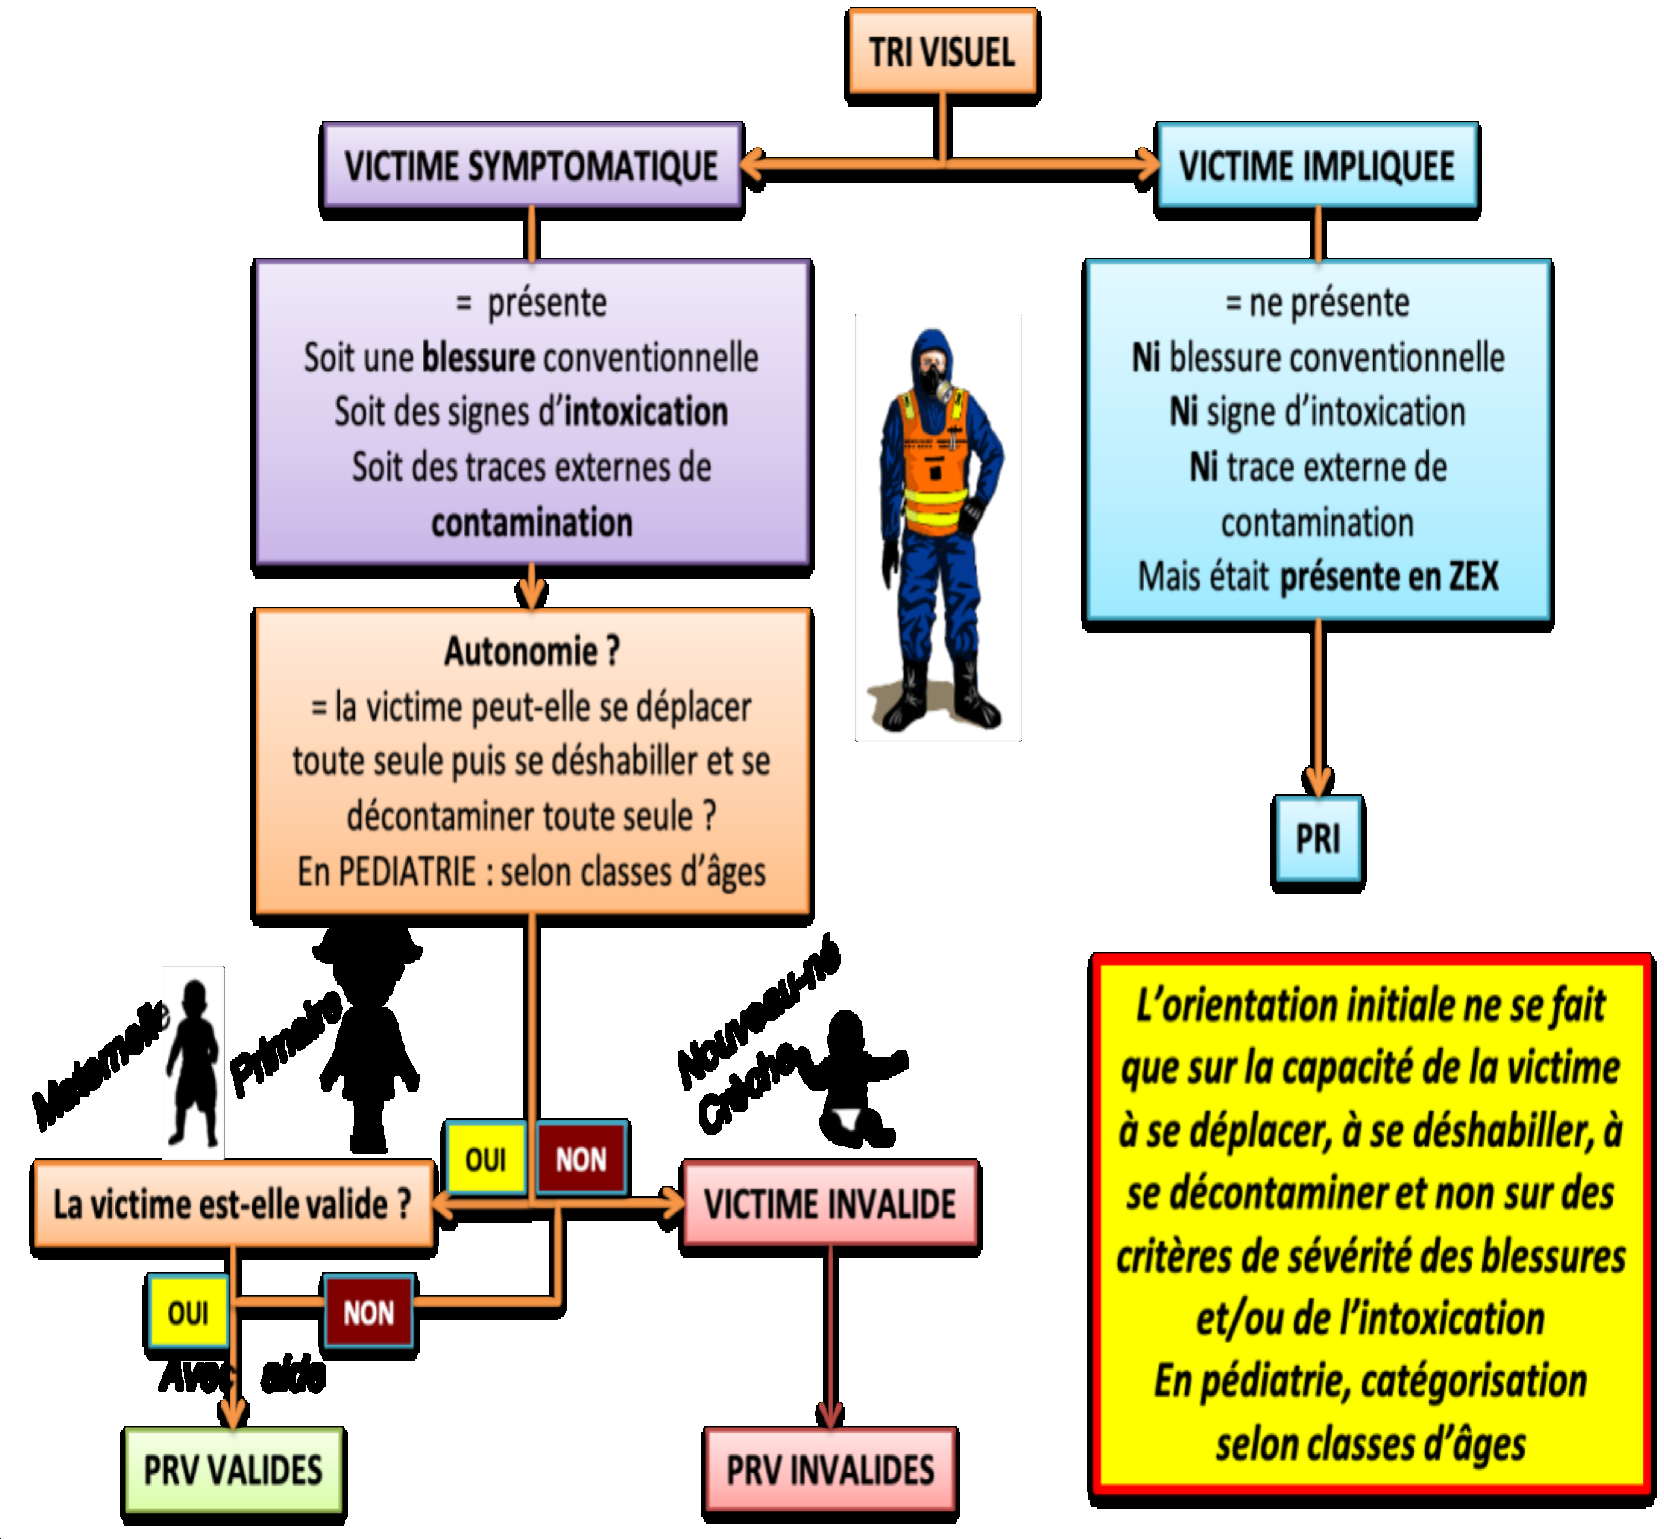 TRI VISUEL
VICTIME SYMPTOMATIQUE
VICTIME IMPLIQUEE
= présente
Soit une blessure conventionnelle
Soit des signes d’intoxication
Soit des traces externes de
contamination
= ne présente
Ni blessure conventionnelle
Ni signe d’intoxication
Ni trace externe de
contamination
Mais était présente en ZEX
Autonomie ?
= la victime peut-elle se déplacer
toute seule puis se déshabiller et se
décontaminer toute seule ?
En PEDIATRIE : selon classes d’âges
PRI
Maternelle
Primaire
Nouveau-né
Crèche
OUI
NON
La victime est-elle valide ?
VICTIME INVALIDE
OUI
NON
Avec aide
PRV VALIDES
PRV INVALIDES
L’orientation initiale ne se fait
que sur la capacité de la victime
à se déplacer, à se déshabiller, à
se décontaminer et non sur des
critères de sévérité des blessures
et/ou de l’intoxication
En pédiatrie, catégorisation
selon classes d’âges